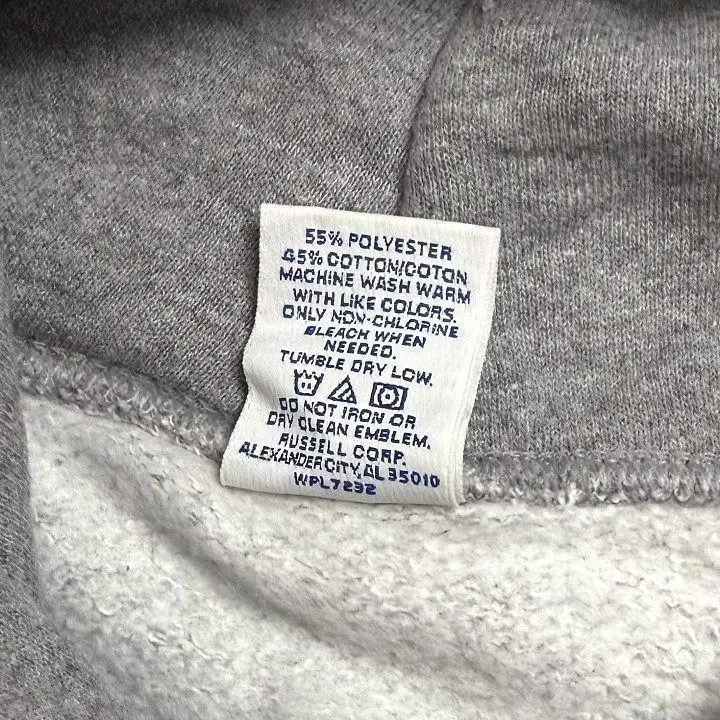 55% POLYESTER
45% COTTON/COTON
MACHINE WASH WARM
WITH LIKE COLORS.
ONLY NON-CHLORINE
BLEACH WHEN
NEEDED.
TUMBLE DRY LOW.
DO NOT IRON OR
DRY CLEAN EMBLEM.
RUSSELL CORP.
ALEXANDER CITY, AL 35010
WPL7232